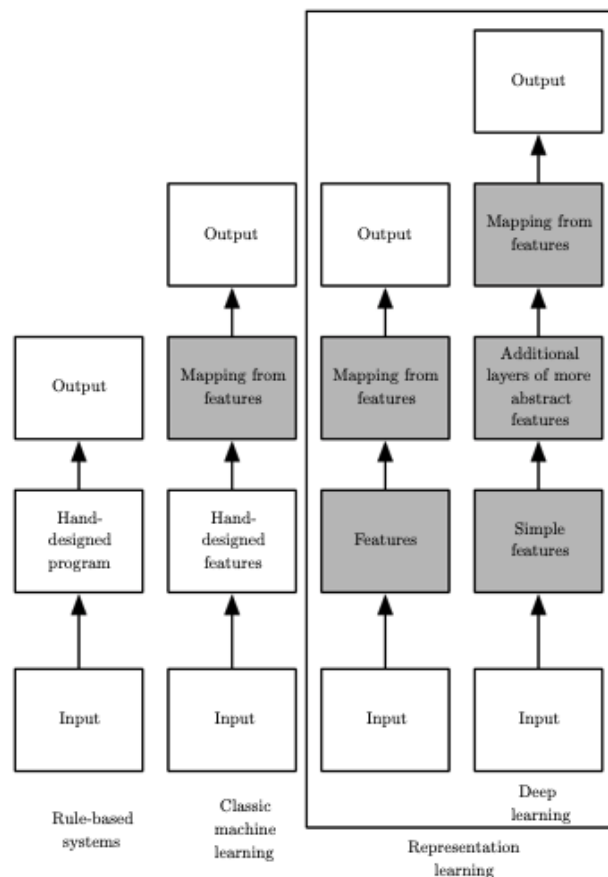 Output
Output
Output
Mapping from
features
Output
Mapping from
features
Mapping from
features
Additional
layers of more
abstract
features
Hand-
designed
program
Hand-
designed
features
Features
Simple
features
Input
Input
Input
Input
Rule-based
systems
Classic
machine
learning
Deep
learning
Representation
learning